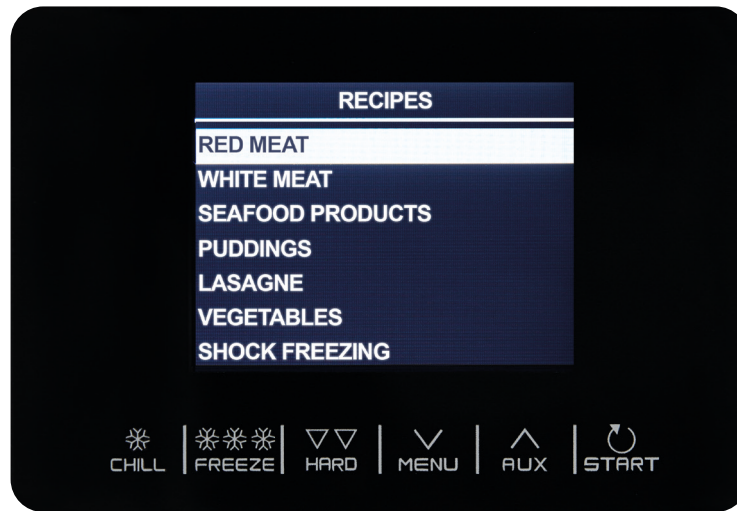 RECIPES
RED MEAT
WHITE MEAT
SEAFOOD PRODUCTS
PUDDINGS
LASAGNE
VEGETABLES
SHOCK FREEZING
CHILL FREEZE HARD MENU AUX START